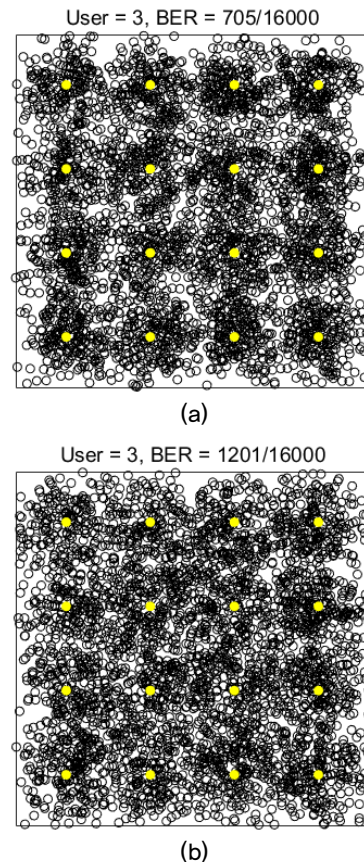 User = 3, BER = 705/16000
(a)
User = 3, BER = 1201/16000
(b)